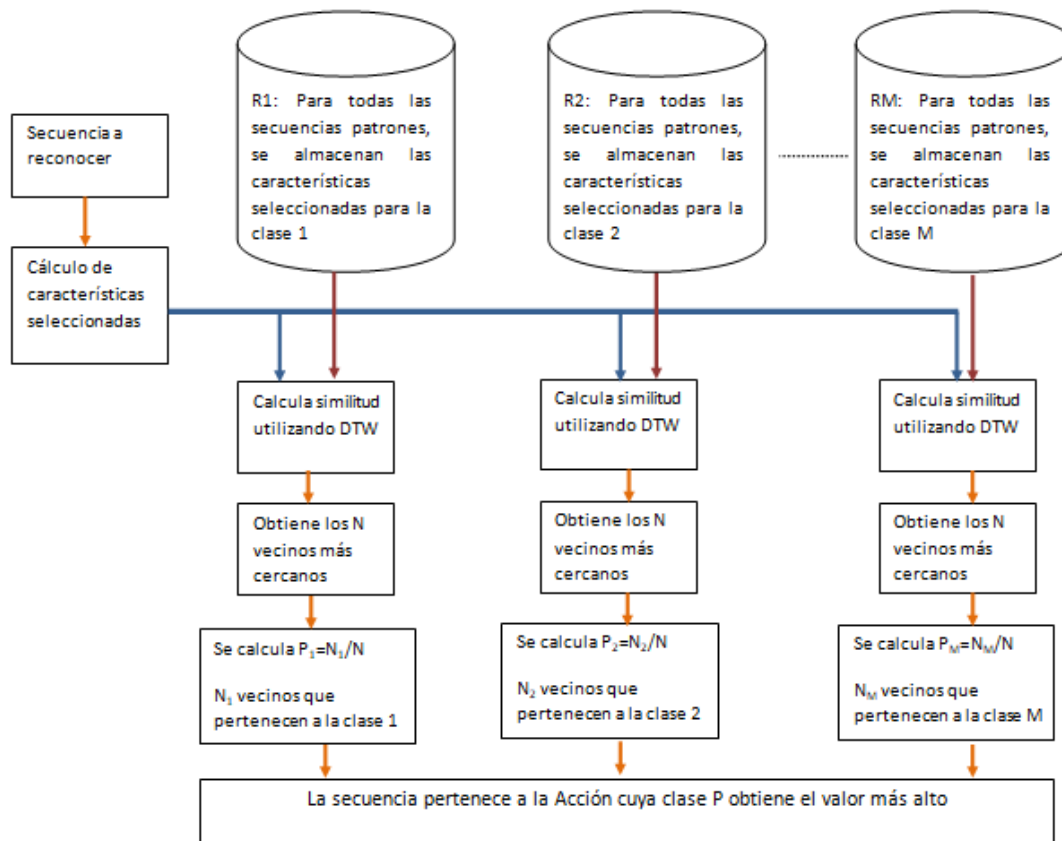 R1: Para todas las
secuencias patrones,
se almacenan las
características
seleccionadas para la
clase 1
R2: Para todas las
secuencias patrones,
se almacenan las
características
seleccionadas para la
clase 2
RM: Para todas las
secuencias patrones,
se almacenan las
características
seleccionadas para la
clase M
Secuencia a
reconocer
Cálculo de
características
seleccionadas
Calcula similitud
utilizando DTW
Calcula similitud
utilizando DTW
Calcula similitud
utilizando DTW
Obtiene los N
vecinos más
cercanos
Obtiene los N
vecinos más
cercanos
Obtiene los N
vecinos más
cercanos
Se calcula P₁=N₁/N
N₁ vecinos que
pertenecen a la clase 1
Se calcula P₂=N₂/N
N₂ vecinos que
pertenecen a la clase 2
Se calcula Pₘ=Nₘ/N
Nₘ vecinos que
pertenecen a la clase M
La secuencia pertenece a la Acción cuya clase P obtiene el valor más alto